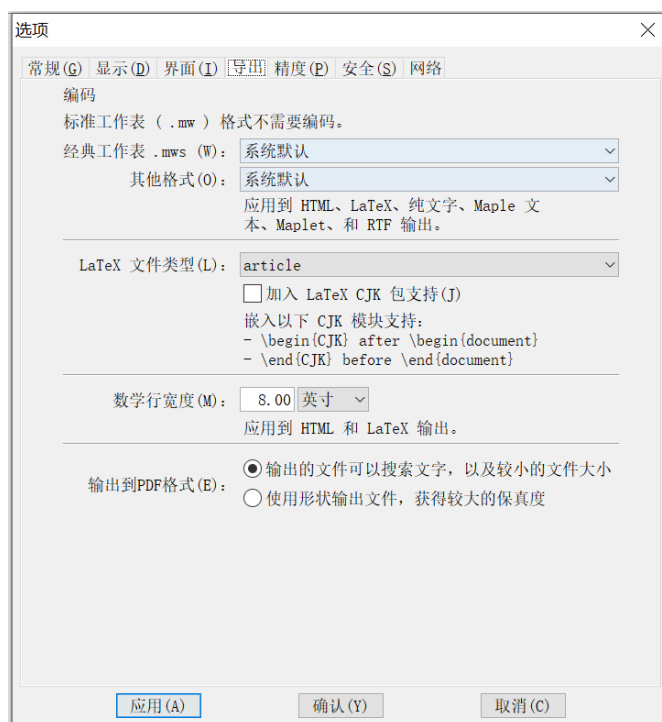 选项
常规(G) 显示(D) 界面(I) 导出 精度(P) 安全(S) 网络
编码
标准工作表 ( .mw ) 格式不需要编码。
经典工作表 .mws (W): 系统默认
其他格式(O): 系统默认
应用到 HTML、LaTeX、纯文字、Maple 文
本、Maplet、和 RTF 输出。
LaTeX 文件类型(L): article
加入 LaTeX CJK 包支持(J)
嵌入以下 CJK 模块支持:
- \begin{CJK} after \begin{document}
- \end{CJK} before \end{document}
数学行宽度(M): 8.00 英寸
应用到 HTML 和 LaTeX 输出。
输出到PDF格式(E):
输出的文件可以搜索文字，以及较小的文件大小
使用形状输出文件，获得较大的保真度
应用(A) 确认(Y) 取消(C)